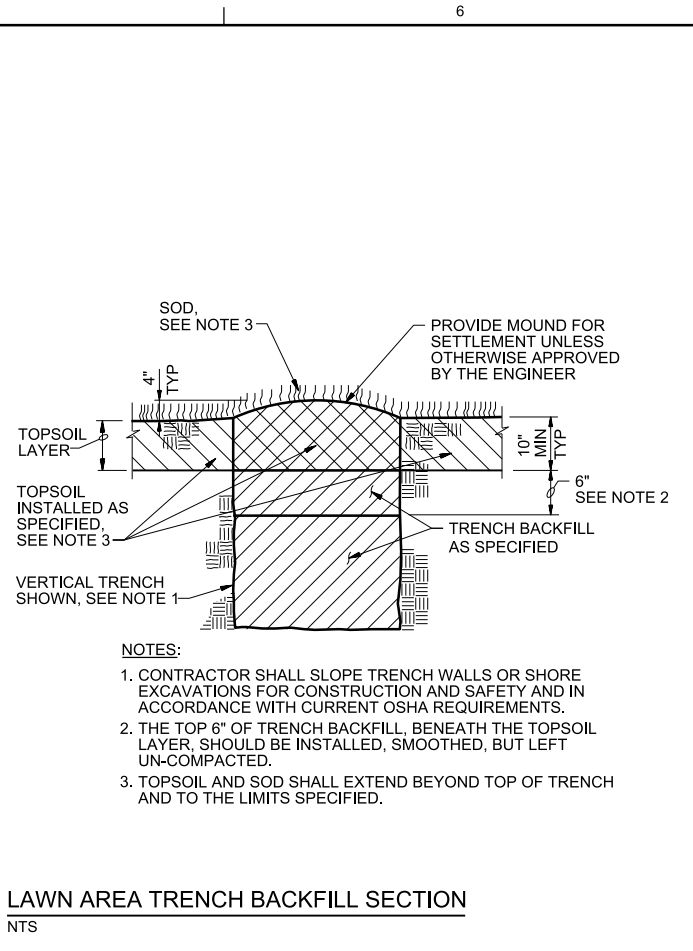 6
SOD,
SEE NOTE 3
PROVIDE MOUND FOR
SETTLEMENT UNLESS
OTHERWISE APPROVED
BY THE ENGINEER
4"
TYP
TOPSOIL
LAYER
10"
MIN
TYP
6"
SEE NOTE 2
TOPSOIL
INSTALLED AS
SPECIFIED,
SEE NOTE 3
TRENCH BACKFILL
AS SPECIFIED
VERTICAL TRENCH
SHOWN, SEE NOTE 1
NOTES:
1. CONTRACTOR SHALL SLOPE TRENCH WALLS OR SHORE
EXCAVATIONS FOR CONSTRUCTION AND SAFETY AND IN
ACCORDANCE WITH CURRENT OSHA REQUIREMENTS.
2. THE TOP 6" OF TRENCH BACKFILL, BENEATH THE TOPSOIL
LAYER, SHOULD BE INSTALLED, SMOOTHED, BUT LEFT
UN-COMPACTED.
3. TOPSOIL AND SOD SHALL EXTEND BEYOND TOP OF TRENCH
AND TO THE LIMITS SPECIFIED.
LAWN AREA TRENCH BACKFILL SECTION
NTS